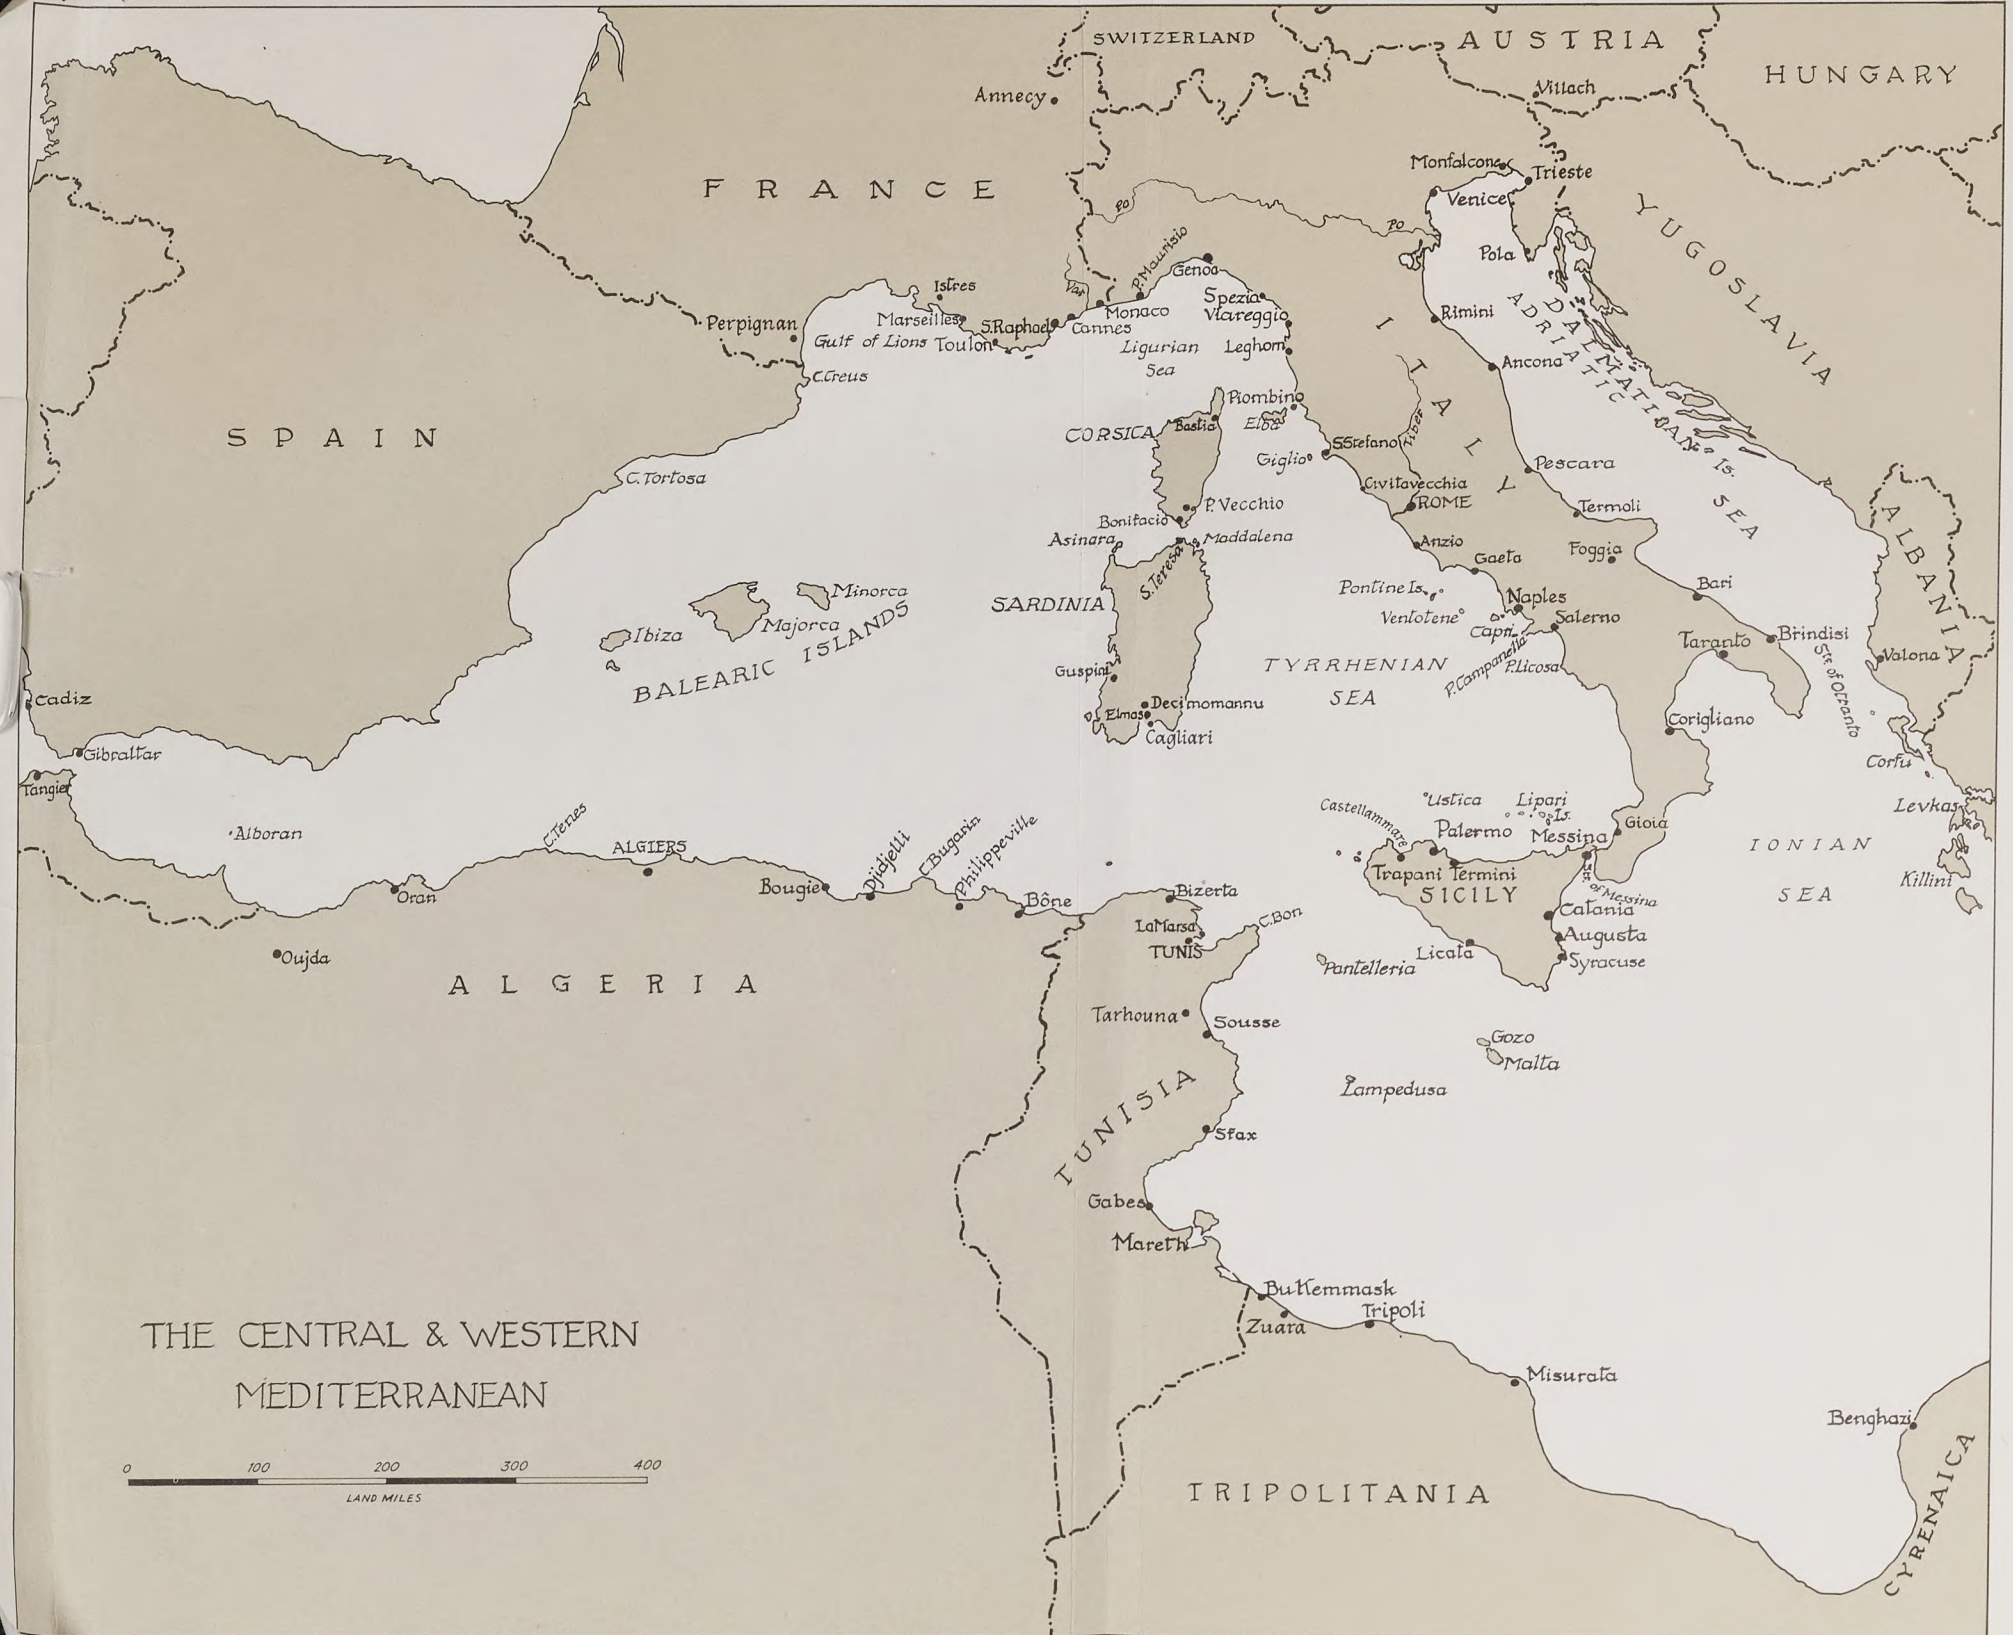 SWITZERLAND
AUSTRIA
HUNGARY
Annecy
Villach
FRANCE
Monfalcone
Trieste
Venice
YUGOSLAVIA
Po
Po
P. Maurisio
Genoa
Pola
Istres
Var
Spezia
Monaco
Viareggio
Rimini
Perpignan
Marseilles
S.Raphael
Cannes
Gulf of Lions
Toulon
Ligurian
Sea
Leghorn
ITALY
Ancona
DALMATIAN Is.
ADRIATIC
SEA
C.Creus
Piombino
Elba
Bastia
CORSICA
SPAIN
S.Stefano
Tiber
Giglio
Pescara
C.Tortosa
Civitavecchia
ROME
P. Vecchio
Termoli
Bonifacio
ALBANIA
Asinara
Maddalena
Anzio
S. Teresa
Gaeta
Foggia
Bari
Minorca
Majorca
Ibiza
BALEARIC ISLANDS
SARDINIA
Pontine Is.
Ventotene
Naples
Capri
Salerno
Taranto
Brindisi
Valona
TYRRHENIAN
SEA
P. Campanella
P.Licosa
Strs. of Otranto
Guspini
Decimomannu
Elmas
Cagliari
Cadiz
Corigliano
Gibraltar
Corfu
Tangier
Alboran
C.Tenes
ALGIERS
Djidjelli
C.Bugarin
Philippeville
Castellammare
Ustica
Lipari
Is.
Palermo
Messina
Gioia
Levkas
IONIAN
SEA
Killini
Trapani
Termini
SICILY
Strs. of Messina
Bougie
Oran
Bône
Bizerta
LaMarsa
C.Bon
TUNIS
Catania
Augusta
Licata
Syracuse
Pantelleria
Oujda
ALGERIA
Tarhouna
Sousse
Gozo
Malta
Lampedusa
TUNISIA
Sfax
Gabes
Mareth
BuKemmask
Tripoli
Zuara
THE CENTRAL & WESTERN
MEDITERRANEAN
Misurata
Benghazi
0 100 200 300 400
LAND MILES
TRIPOLITANIA
CYRENAICA